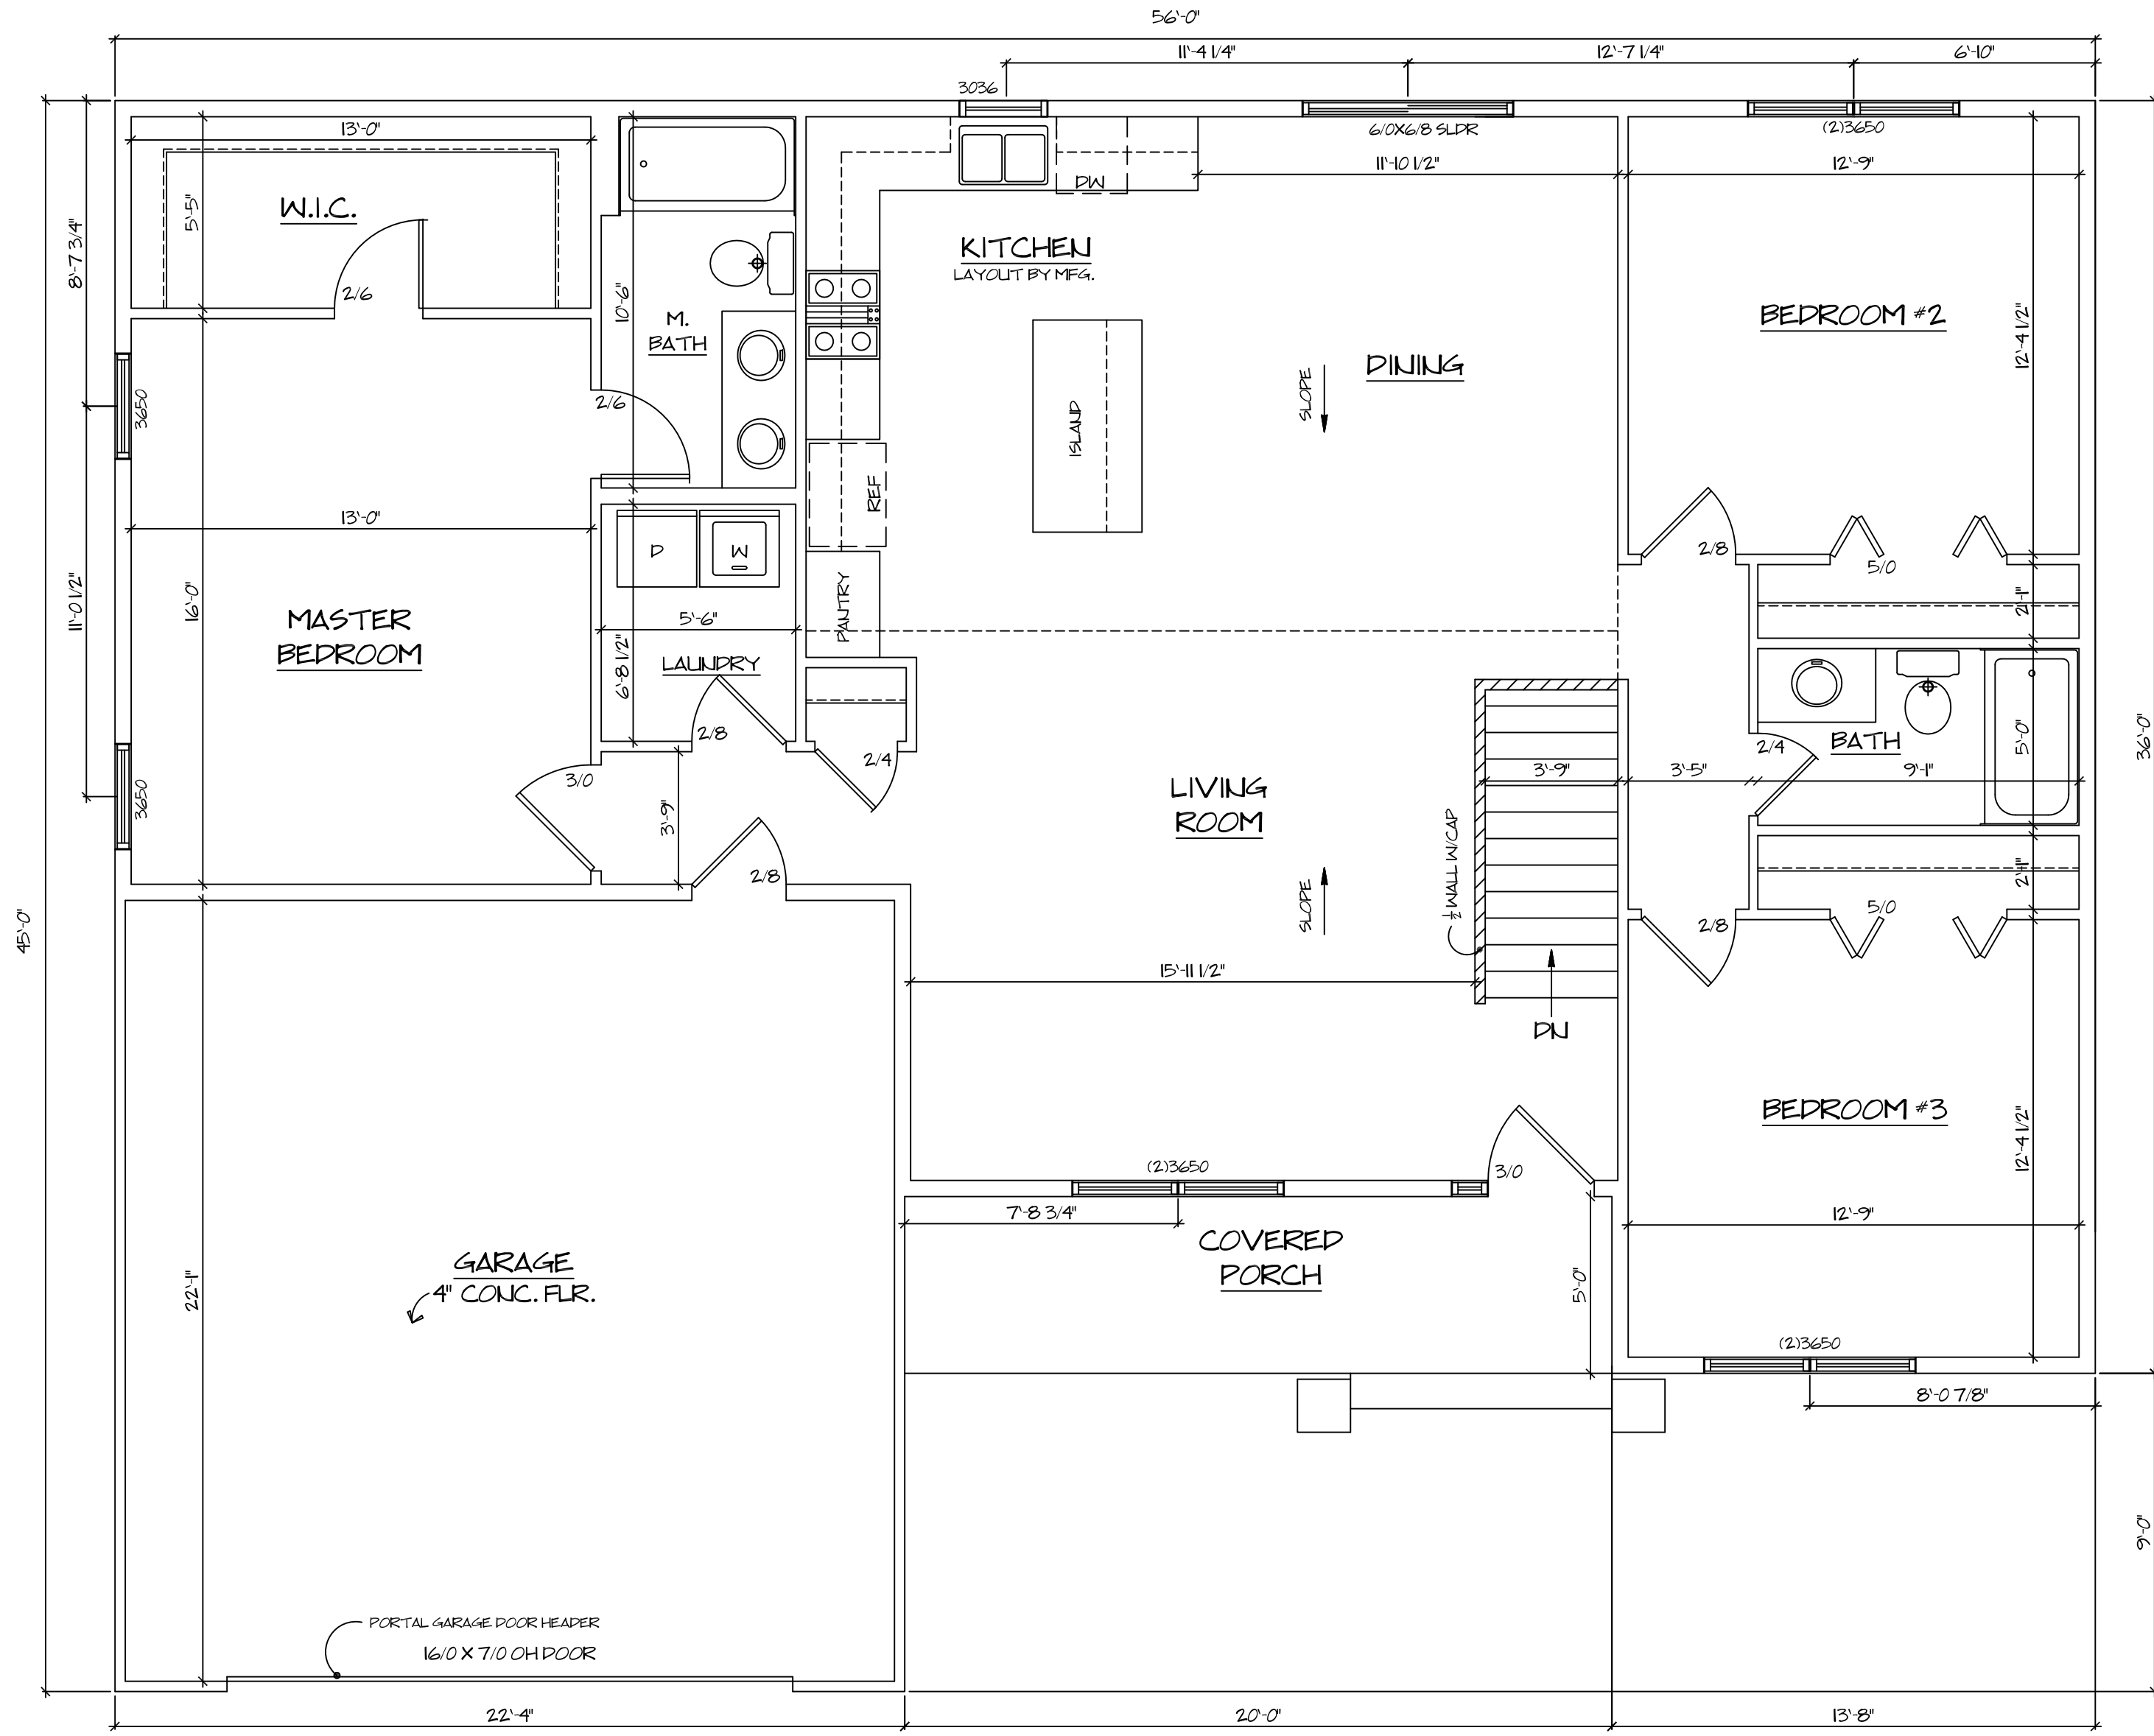 56'-0"
11'-4 1/4"
12'-7 1/4"
6'-10"
3036
6/0X6/8 SLDR
(2)3650
13'-0"
11'-10 1/2"
12'-9"
DW
5'-5"
W.I.C.
8'-7 3/4"
KITCHEN
LAYOUT BY MFG.
2/6
10'-6"
M.
BATH
BEDROOM #2
12'-4 1/2"
DINING
SLOPE
3650
2/6
ISLAND
REF
13'-0"
D
W
2/8
5/0
11'-0 1/2"
16'-0"
PANTRY
2'-1"
MASTER
BEDROOM
5'-6"
6'-8 1/2"
LAUNDRY
36'-0"
2/8
2/4
2/4
BATH
5'-0"
3/0
3650
3'-9"
LIVING
ROOM
3'-9"
3'-5"
9'-1"
½ WALL W/CAP
2/8
2'-1"
SLOPE
5/0
2/8
45'-0"
15'-11 1/2"
DN
BEDROOM #3
12'-4 1/2"
(2)3650
3/0
7'-8 3/4"
12'-9"
COVERED
PORCH
5'-0"
GARAGE
4" CONC. FLR.
22'-1"
(2)3650
8'-0 7/8"
9'-0"
PORTAL GARAGE DOOR HEADER
16/0 X 7/0 OH DOOR
22'-4"
20'-0"
13'-8"